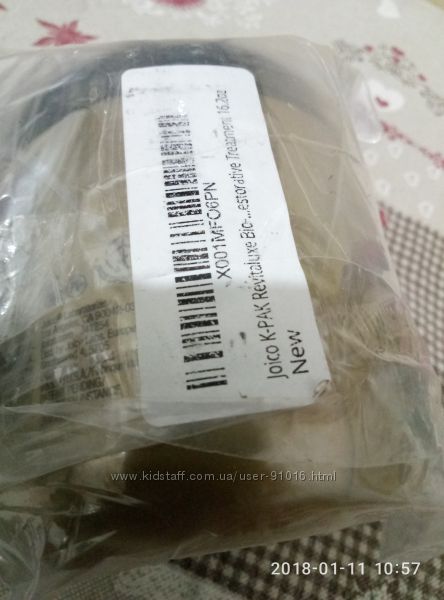 X001MFO6PN
Joico K-PAK Revitaluxe Bio-...estorative Treatment 16.2oz
New
www.kidstaff.com.ua/user-91016.html
2018-01-11 10:57